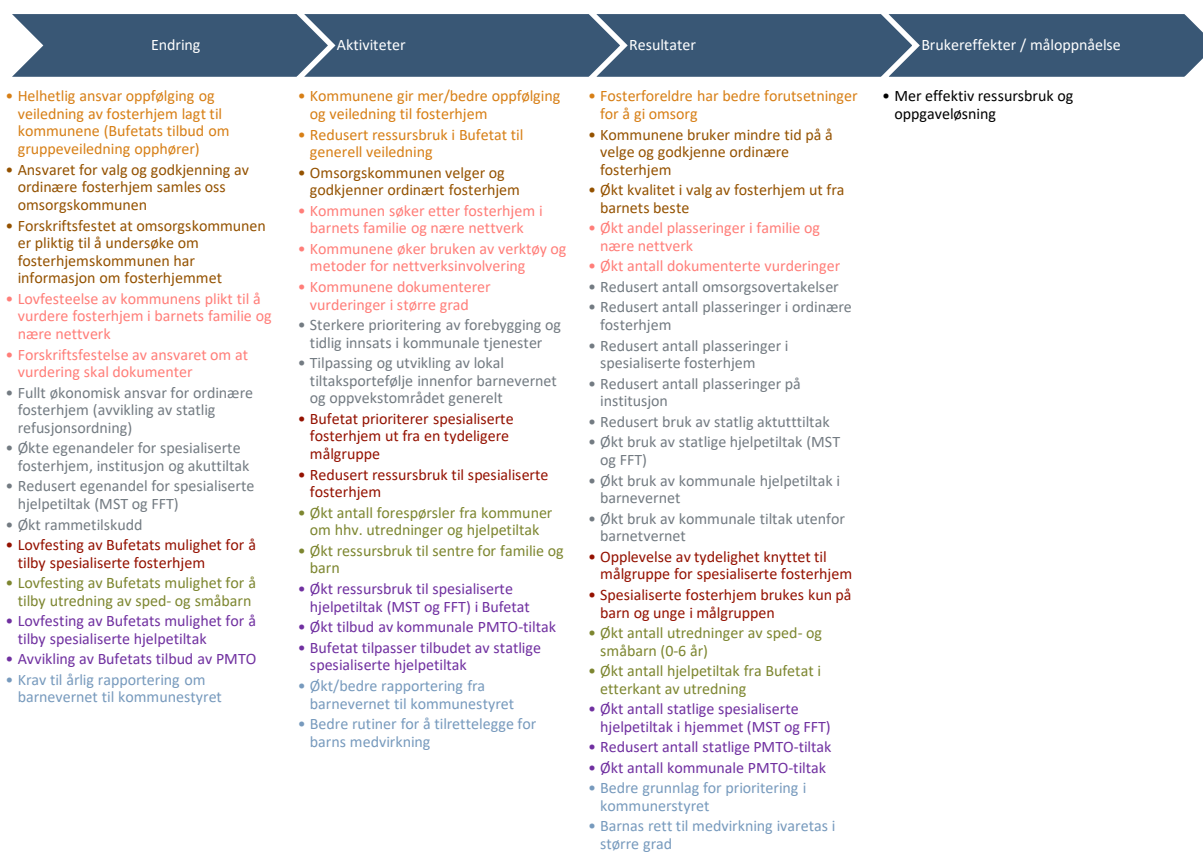 Endring
Aktiviteter
Resultater
Brukereffekter / måloppnåelse
• Helhetlig ansvar oppfølging og
veiledning av fosterhjem lagt til
kommunene (Bufetats tilbud om
gruppeveiledning opphører)
• Ansvaret for valg og godkjenning av
ordinære fosterhjem samles oss
omsorgskommunen
• Forskriftsfestet at omsorgskommunen
er pliktig til å undersøke om
fosterhjemskommunen har
informasjon om fosterhjemmet
• Lovfesteelse av kommunens plikt til å
vurdere fosterhjem i barnets familie og
nære nettverk
• Forskriftsfestelse av ansvaret om at
vurdering skal dokumenter
• Fullt økonomisk ansvar for ordinære
fosterhjem (avvikling av statlig
refusjonsordning)
• Økte egenandeler for spesialiserte
fosterhjem, institusjon og akuttiltak
• Redusert egenandel for spesialiserte
hjelpetiltak (MST og FFT)
• Økt rammetilskudd
• Lovfesting av Bufetats mulighet for å
tilby spesialiserte fosterhjem
• Lovfesting av Bufetats mulighet for å
tilby utredning av sped- og småbarn
• Lovfesting av Bufetats mulighet for å
tilby spesialiserte hjelpetiltak
• Avvikling av Bufetats tilbud av PMTO
• Krav til årlig rapportering om
barnevernet til kommunestyret
• Kommunene gir mer/bedre oppfølging
og veiledning til fosterhjem
• Redusert ressursbruk i Bufetat til
generell veiledning
• Omsorgskommunen velger og
godkjenner ordinært fosterhjem
• Kommunen søker etter fosterhjem i
barnets familie og nære nettverk
• Kommunene øker bruken av verktøy og
metoder for nettverksinvolvering
• Kommunene dokumenterer
vurderinger i større grad
• Sterkere prioritering av forebygging og
tidlig innsats i kommunale tjenester
• Tilpassing og utvikling av lokal
tiltaksportefølje innenfor barnevernet
og oppvekstområdet generelt
• Bufetat prioriterer spesialiserte
fosterhjem ut fra en tydeligere
målgruppe
• Redusert ressursbruk til spesialiserte
fosterhjem
• Økt antall forespørsler fra kommuner
om hhv. utredninger og hjelpetiltak
• Økt ressursbruk til sentre for familie og
barn
• Økt ressursbruk til spesialiserte
hjelpetiltak (MST og FFT) i Bufetat
• Økt tilbud av kommunale PMTO-tiltak
• Bufetat tilpasser tilbudet av statlige
spesialiserte hjelpetiltak
• Økt/bedre rapportering fra
barnevernet til kommunestyret
• Bedre rutiner for å tilrettelegge for
barns medvirkning
• Fosterforeldre har bedre forutsetninger
for å gi omsorg
• Kommunene bruker mindre tid på å
velge og godkjenne ordinære
fosterhjem
• Økt kvalitet i valg av fosterhjem ut fra
barnets beste
• Økt andel plasseringer i familie og
nære nettverk
• Økt antall dokumenterte vurderinger
• Redusert antall omsorgsovertakelser
• Redusert antall plasseringer i ordinære
fosterhjem
• Redusert antall plasseringer i
spesialiserte fosterhjem
• Redusert antall plasseringer på
institusjon
• Redusert bruk av statlig aktutttiltak
• Økt bruk av statlige hjelpetiltak (MST
og FFT)
• Økt bruk av kommunale hjelpetiltak i
barnevernet
• Økt bruk av kommunale tiltak utenfor
barnetvernet
• Opplevelse av tydelighet knyttet til
målgruppe for spesialiserte fosterhjem
• Spesialiserte fosterhjem brukes kun på
barn og unge i målgruppen
• Økt antall utredninger av sped- og
småbarn (0-6 år)
• Økt antall hjelpetiltak fra Bufetat i
etterkant av utredning
• Økt antall statlige spesialiserte
hjelpetiltak i hjemmet (MST og FFT)
• Redusert antall statlige PMTO-tiltak
• Økt antall kommunale PMTO-tiltak
• Bedre grunnlag for prioritering i
kommunerstyret
• Barnas rett til medvirkning ivaretas i
større grad
• Mer effektiv ressursbruk og
oppgaveløsning